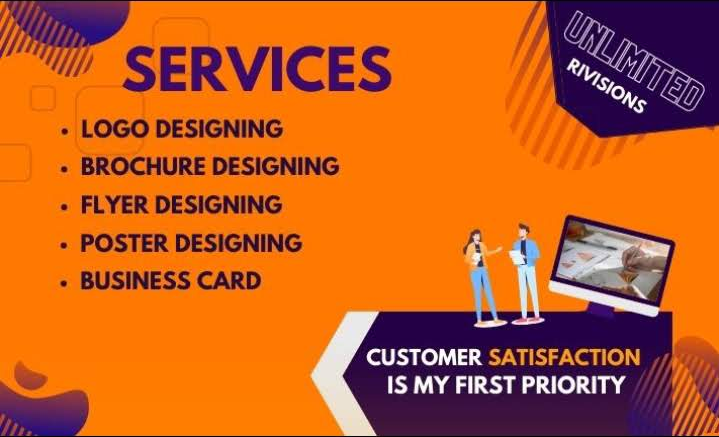 SERVICES
UNLIMITED
RIVISIONS
• LOGO DESIGNING
• BROCHURE DESIGNING
• FLYER DESIGNING
• POSTER DESIGNING
• BUSINESS CARD
CUSTOMER SATISFACTION
IS MY FIRST PRIORITY